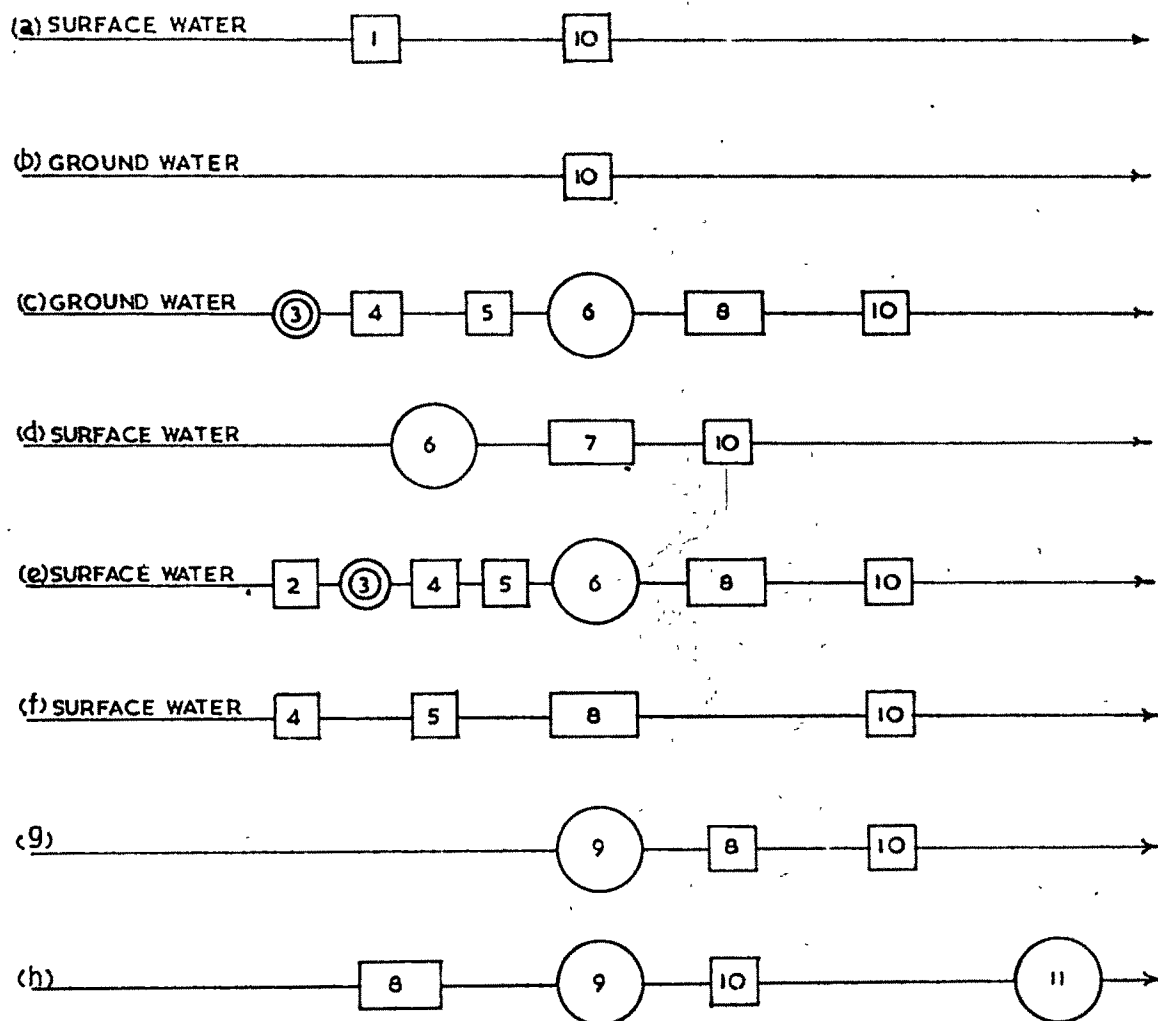 (a) SURFACE WATER 1 10
(b) GROUND WATER 10
(c) GROUND WATER 3 4 5 6 8 10
(d) SURFACE WATER 6 7 10
(e) SURFACE WATER 2 3 4 5 6 8 10
(f) SURFACE WATER 4 5 8 10
(g) 9 8 10
(h) 8 9 10 11